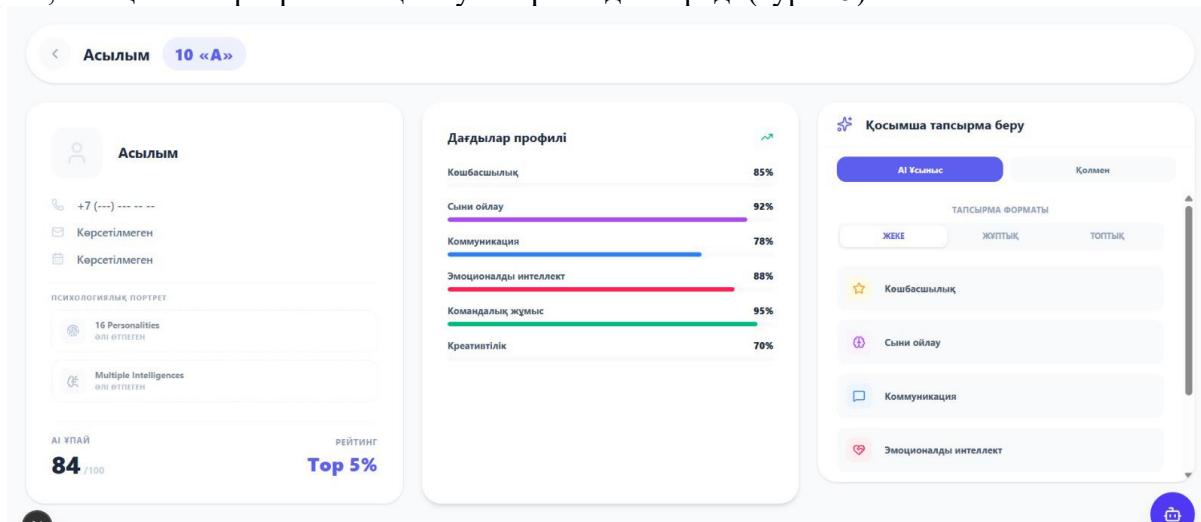 Асылым 10 «А»
Асылым
+7 (---) --- -- --
Көрсетілмеген
Көрсетілмеген
ПСИХОЛОГИЯЛЫҚ ПОРТРЕТ
16 Personalities
ӘЛІ ӨТПЕГЕН
Multiple Intelligences
ӘЛІ ӨТПЕГЕН
AI ҰПАЙ
84 /100
РЕЙТИНГ
Top 5%
Дағдылар профилі
Көшбасшылық 85%
Сыни ойлау 92%
Коммуникация 78%
Эмоционалды интеллект 88%
Командалық жұмыс 95%
Креативтілік 70%
Қосымша тапсырма беру
AI Ұсыныс
Қолмен
ТАПСЫРМА ФОРМАТЫ
ЖЕКЕ
ЖҰПТЫҚ
ТОПТЫҚ
Көшбасшылық
Сыни ойлау
Коммуникация
Эмоционалды интеллект